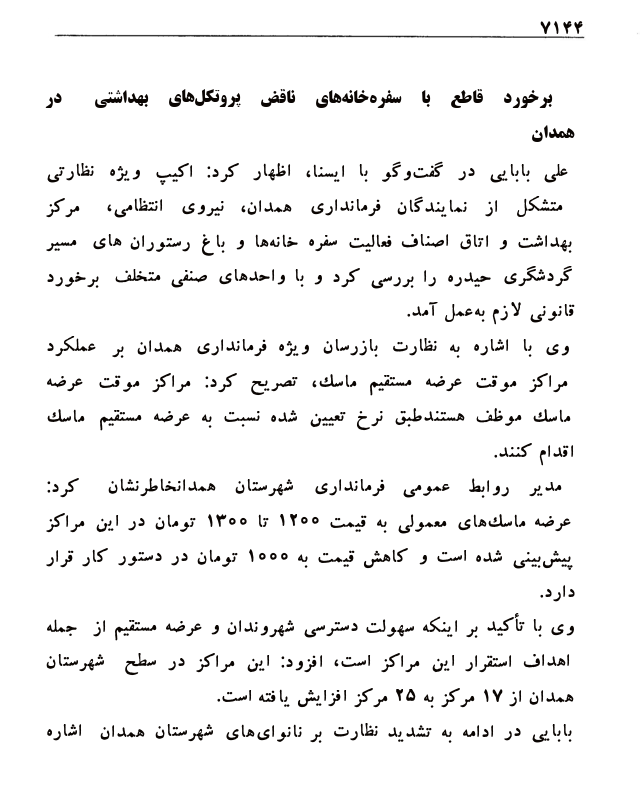 ۷۱۴۴
برخورد قاطع با سفره‌خانه‌های ناقض پروتکل‌های بهداشتی در
همدان
علی بابایی در گفت‌وگو با ایسنا، اظهار کرد: اکیپ ویژه نظارتی
متشکل از نمایندگان فرمانداری همدان، نیروی انتظامی، مرکز
بهداشت و اتاق اصناف فعالیت سفره خانه‌ها و باغ رستوران های مسیر
گردشگری حیدره را بررسی کرد و با واحدهای صنفی متخلف برخورد
قانونی لازم به‌عمل آمد.
وی با اشاره به نظارت بازرسان ویژه فرمانداری همدان بر عملکرد
مراکز موقت عرضه مستقیم ماسك، تصریح کرد: مراکز موقت عرضه
ماسك موظف هستندطبق نرخ تعیین شده نسبت به عرضه مستقیم ماسك
اقدام کنند.
مدیر روابط عمومی فرمانداری شهرستان همدانخاطرنشان کرد:
عرضه ماسك‌های معمولی به قیمت ۱۲۰۰ تا ۱۳۰۰ تومان در این مراکز
پیش‌بینی شده است و کاهش قیمت به ۱۰۰۰ تومان در دستور کار قرار
دارد.
وی با تأکید بر اینکه سهولت دسترسی شهروندان و عرضه مستقیم از جمله
اهداف استقرار این مراکز است، افزود: این مراکز در سطح شهرستان
همدان از ۱۷ مرکز به ۲۵ مرکز افزایش یافته است.
بابایی در ادامه به تشدید نظارت بر نانوای‌های شهرستان همدان اشاره